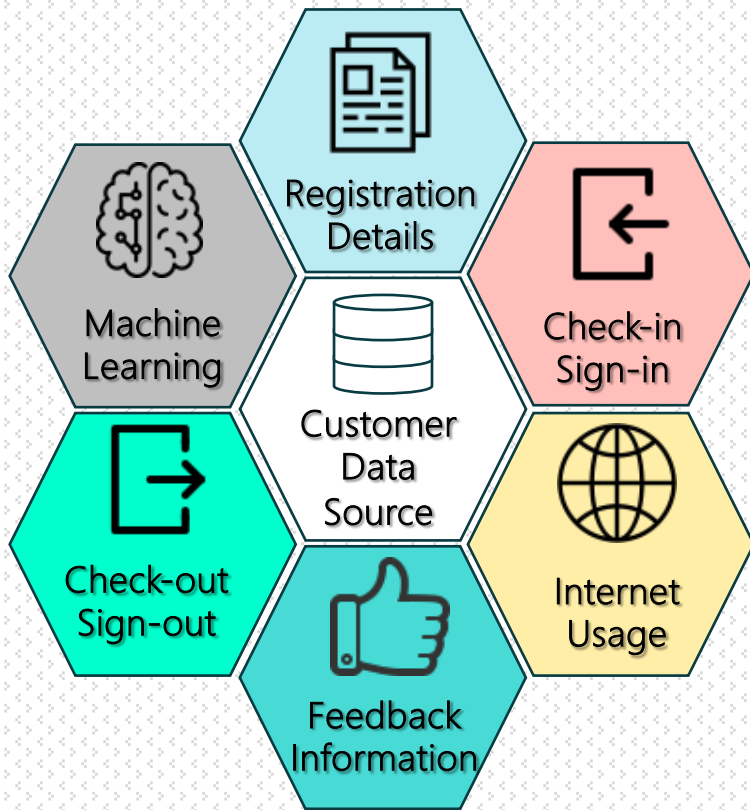 Registration
Details
Machine
Learning
Check-in
Sign-in
Customer
Data
Source
Check-out
Sign-out
Internet
Usage
Feedback
Information